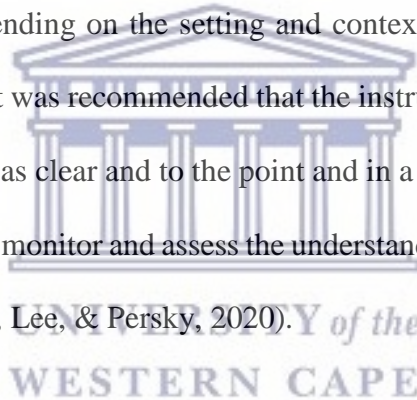 ending on the setting and contex
t was recommended that the instr
as clear and to the point and in a
monitor and assess the understan
, Lee, & Persky, 2020).
UNIVERSITY of the
WESTERN CAPE